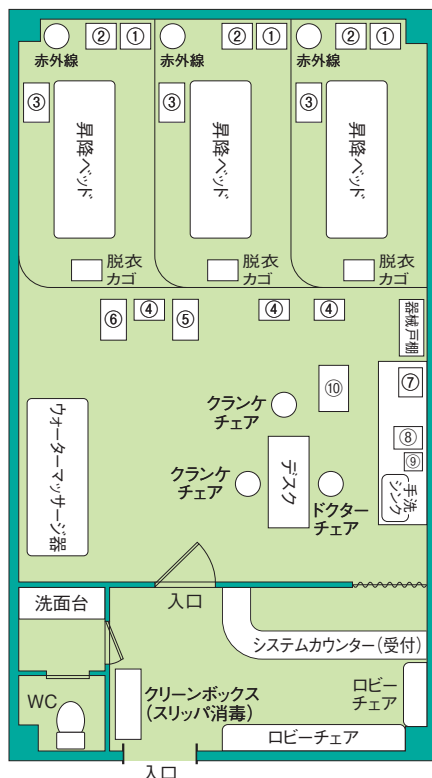 ② ① ② ① ② ①
赤外線 赤外線 赤外線
③ ③ ③
昇降ベッド 昇降ベッド 昇降ベッド
脱衣
カゴ
脱衣
カゴ
脱衣
カゴ
⑥ ④ ⑤ ④ ④
器械戸棚
⑦
⑩
クランケ
チェア
⑧
⑨
ウォーターマッサージ器
クランケ
チェア
デスク
ドクター
チェア
手洗
シンク
入口
洗面台
システムカウンター(受付)
WC
クリーンボックス
(スリッパ消毒)
ロビー
チェア
ロビーチェア
入口